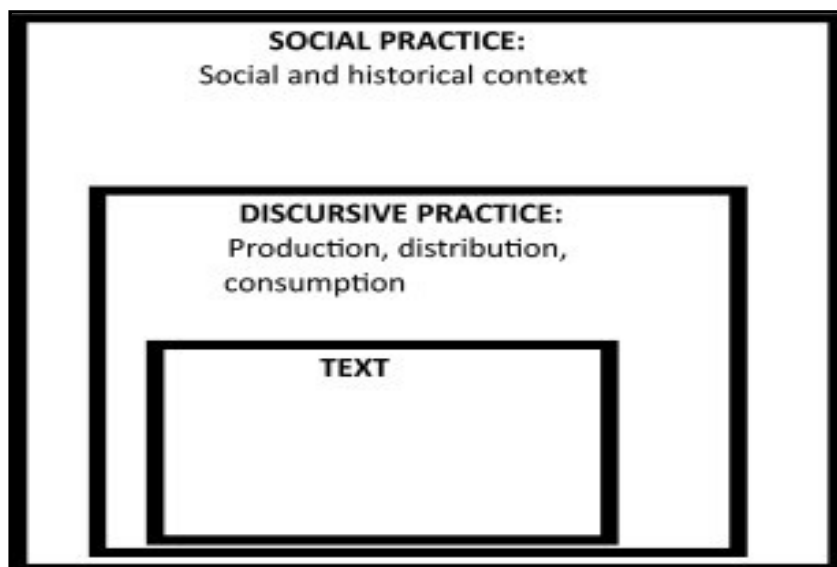 SOCIAL PRACTICE:
Social and historical context
DISCURSIVE PRACTICE:
Production, distribution,
consumption
TEXT